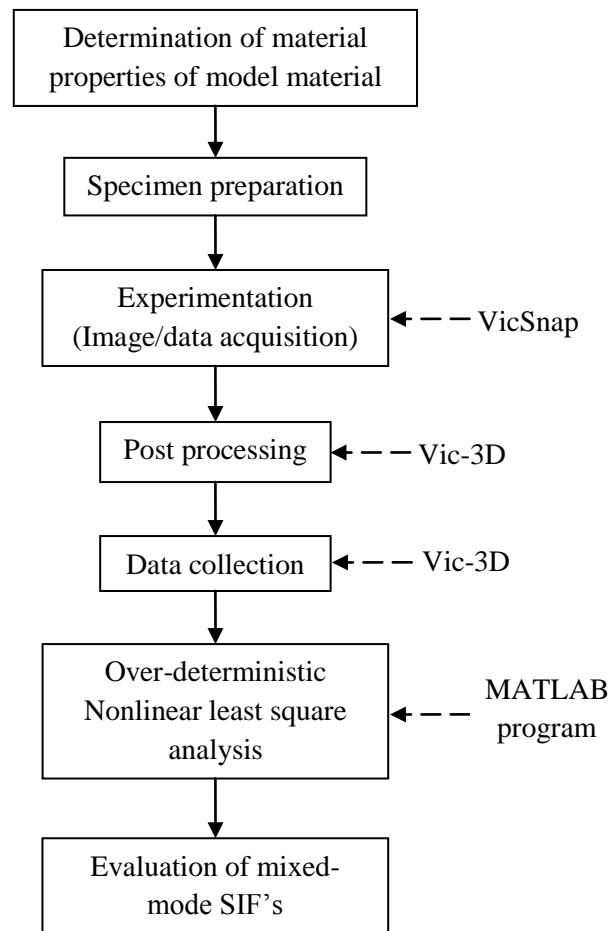 Determination of material
properties of model material
Specimen preparation
Experimentation
(Image/data acquisition)
VicSnap
Post processing
Vic-3D
Data collection
Vic-3D
Over-deterministic
Nonlinear least square
analysis
MATLAB
program
Evaluation of mixed-
mode SIF's